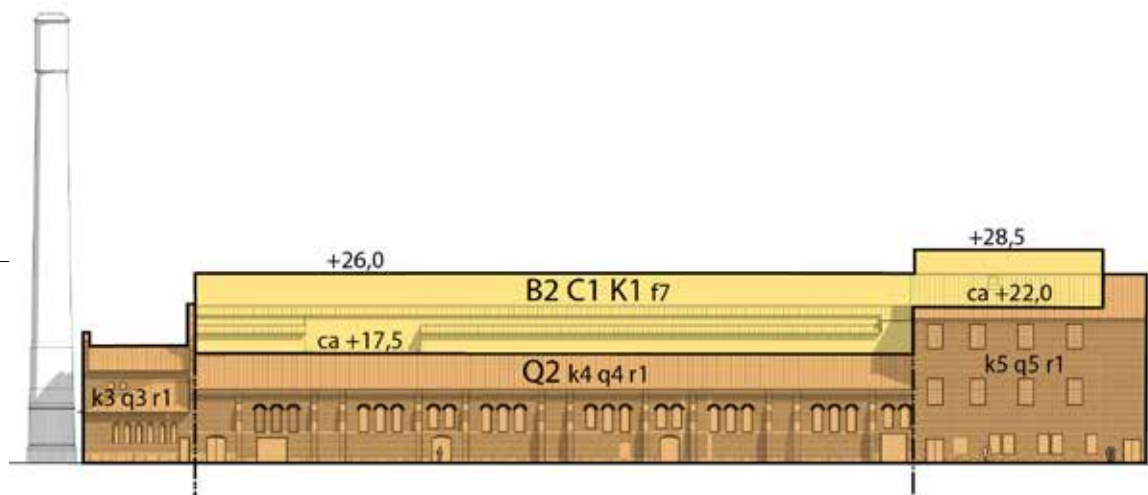 +28,5
+26,0
B2 C1 K1 f7
ca +22,0
ca +17,5
Q2 k4 q4 r1
k5 q5 r1
k3 q3 r1